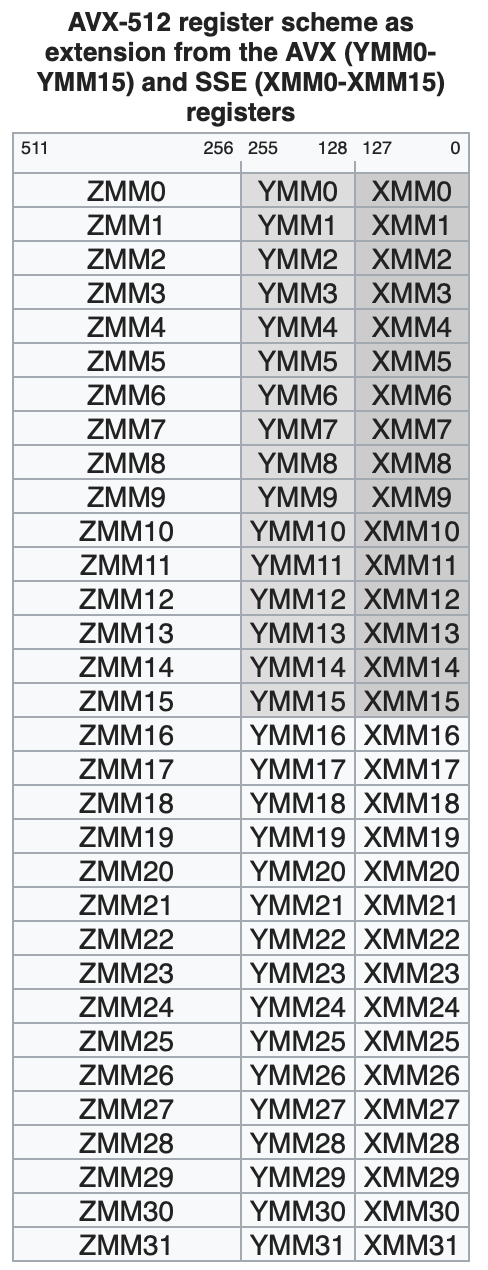 AVX-512 register scheme as
extension from the AVX (YMM0-
YMM15) and SSE (XMM0-XMM15)
registers
511 256 255 128 127 0
ZMM0 YMM0 XMM0
ZMM1 YMM1 XMM1
ZMM2 YMM2 XMM2
ZMM3 YMM3 XMM3
ZMM4 YMM4 XMM4
ZMM5 YMM5 XMM5
ZMM6 YMM6 XMM6
ZMM7 YMM7 XMM7
ZMM8 YMM8 XMM8
ZMM9 YMM9 XMM9
ZMM10 YMM10 XMM10
ZMM11 YMM11 XMM11
ZMM12 YMM12 XMM12
ZMM13 YMM13 XMM13
ZMM14 YMM14 XMM14
ZMM15 YMM15 XMM15
ZMM16 YMM16 XMM16
ZMM17 YMM17 XMM17
ZMM18 YMM18 XMM18
ZMM19 YMM19 XMM19
ZMM20 YMM20 XMM20
ZMM21 YMM21 XMM21
ZMM22 YMM22 XMM22
ZMM23 YMM23 XMM23
ZMM24 YMM24 XMM24
ZMM25 YMM25 XMM25
ZMM26 YMM26 XMM26
ZMM27 YMM27 XMM27
ZMM28 YMM28 XMM28
ZMM29 YMM29 XMM29
ZMM30 YMM30 XMM30
ZMM31 YMM31 XMM31